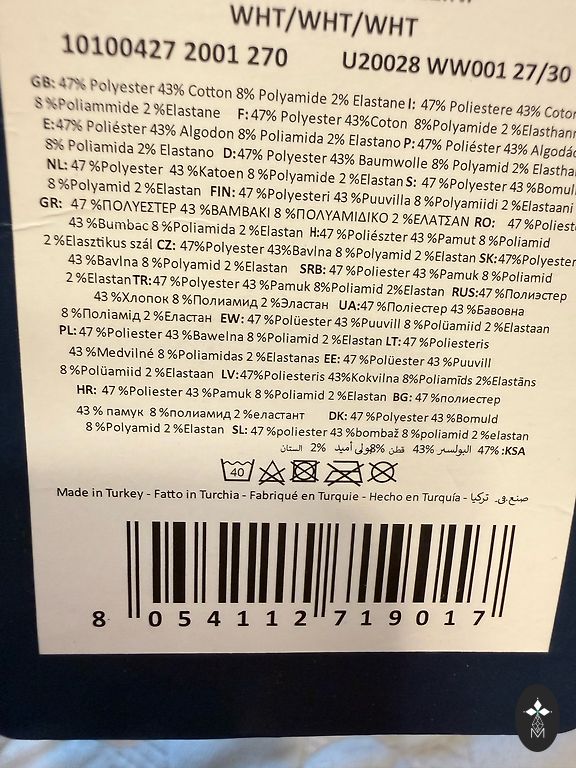 WHT/WHT/WHT
10100427 2001 270 U20028 WW001 27/30
GB: 47% Polyester 43% Cotton 8% Polyamide 2% Elastane I: 47% Poliestere 43% Coton
8 %Poliammide 2 %Elastane F: 47% Polyester 43%Coton 8%Polyamide 2 %Elasthann
E:47% Poliéster 43% Algodon 8% Poliamida 2% Elastano P: 47% Poliéster 43% Algodão
8% Poliamida 2% Elastano D: 47% Polyester 43% Baumwolle 8% Polyamid 2% Elasthan
NL: 47 %Polyester 43 %Katoen 8 %Polyamide 2 %Elastan S: 47 %Polyester 43 %Bomull
8 %Polyamid 2 %Elastan FIN: 47 %Polyesteri 43 %Puuvilla 8 %Polyamiidi 2 %Elastaani
GR: 47 %ΠΟΛΥΕΣΤΕΡ 43 %ΒΑΜΒΑΚΙ 8 %ΠΟΛΥΑΜΙΔΙΚΟ 2 %ΕΛΑΤΣΑΝ RO: 47 %Poliest
43 %Bumbac 8 %Poliamida 2 %Elastan H:47 %Poliészter 43 %Pamut 8 %Poliamid
2 %Elasztikus szál CZ: 47%Polyester 43%Bavlna 8 %Polyamid 2 %Elastan SK:47%Polyester
43 %Bavlna 8 %Polyamid 2 %Elastan SRB: 47 %Poliester 43 %Pamuk 8 %Poliamid
2 %Elastan TR:47 %Polyester 43 %Pamuk 8 %Poliamid 2%Elastan RUS:47 %Полиэстер
43 %Хлопок 8 %Полиамид 2 %Эластан UA:47 %Поліестер 43 %Бавовна
8 %Поліамід 2 %Еластан EW: 47 %Polüester 43 %Puuvill 8 %Polüamiid 2 %Elastaan
PL: 47 %Poliester 43 %Bawelna 8 %Poliamid 2 %Elastan LT: 47 %Poliesteris
43 %Medvilné 8 %Poliamidas 2 %Elastanas EE: 47 %Polüester 43 %Puuvill
8 %Polüamiid 2 %Elastaan LV:47%Poliesteris 43%Kokvilna 8%Poliamīds 2%Elastāns
HR: 47 %Poliester 43 %Pamuk 8 %Poliamid 2 %Elastan BG: 47 %полиестер
43 % памук 8 %полиамид 2 %еластант DK: 47 %Polyester 43 %Bomuld
8 %Polyamid 2 %Elastan SL: 47 %poliester 43 %bombaž 8 %poliamid 2 %elastan
KSA: 47% البولستر 43% قطن 8% بولى أميد 2% الستان
40
Made in Turkey - Fatto in Turchia - Fabriqué en Turquie - Hecho en Turquía - صنع في تركيا
8 054112 719017
M